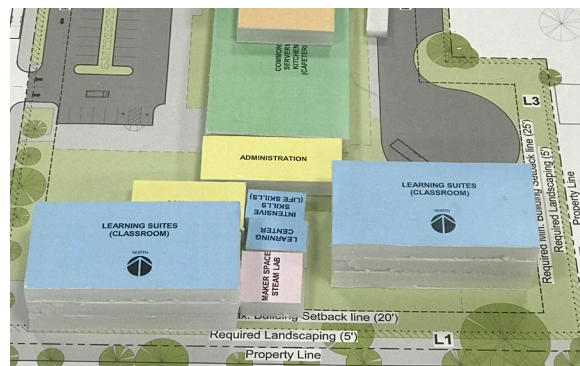 COMMON
SERVERY
KITCHEN
(CAFETERIA)
L3
ADMINISTRATION
LEARNING SUITES
(CLASSROOM)
NORTH
INTENSIVE
SKILLS
(LIFE SKILLS)
LEARNING
CENTER
MAKER SPACE
STEAM LAB
LEARNING SUITES
(CLASSROOM)
NORTH
Required Min. Building Setback line (25')
Required Landscaping (5')
Property Line
Building Setback line (20')
Required Landscaping (5')
L1
Property Line